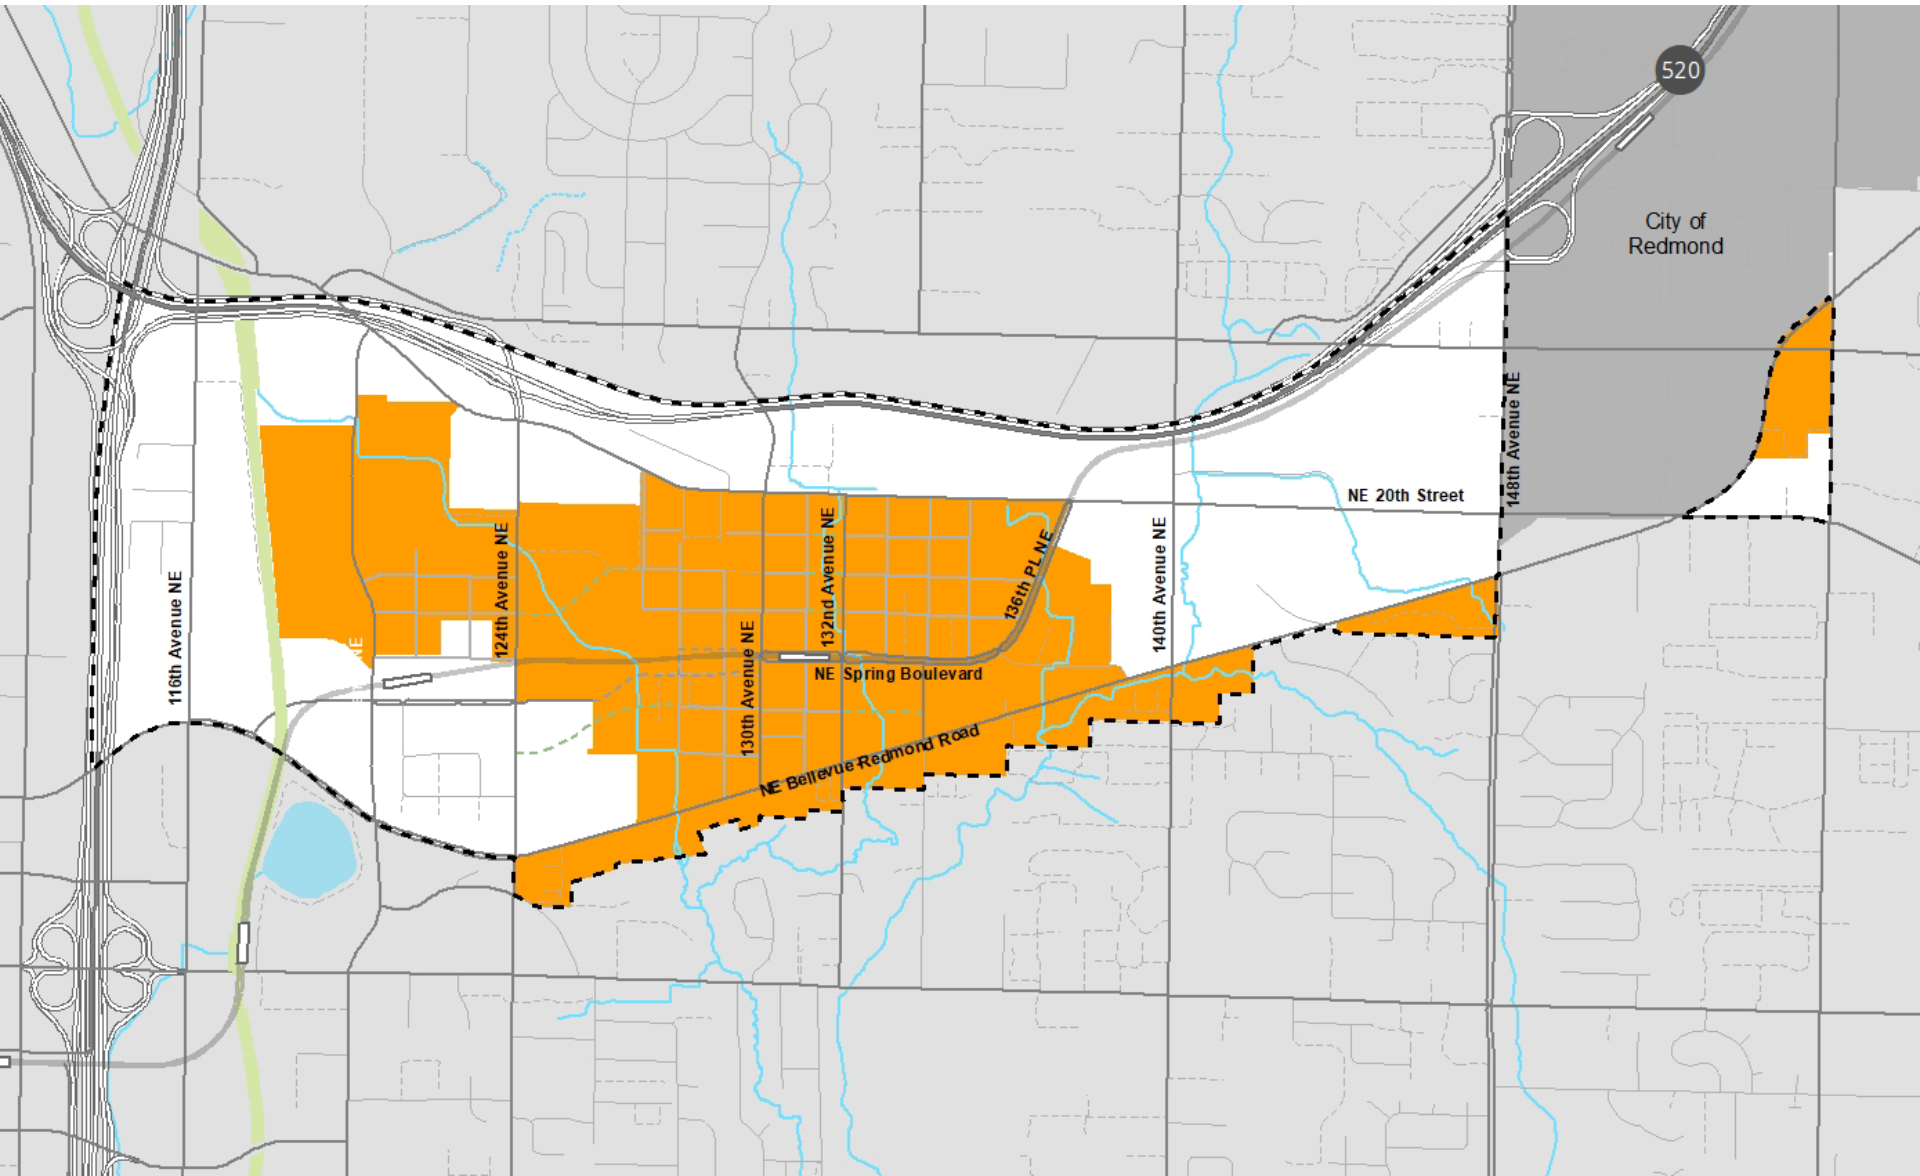 520
City of
Redmond
148th Avenue NE
NE 20th Street
124th Avenue NE
132nd Avenue NE
136th PL NE
140th Avenue NE
116th Avenue NE
NE
130th Avenue NE
NE Spring Boulevard
NE Bellevue Redmond Road